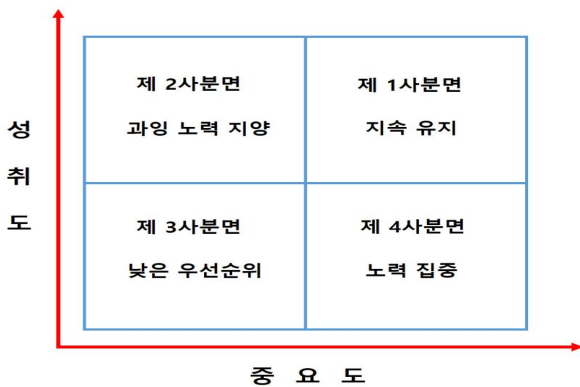 성취도
제 2사분면
과잉 노력 지양
제 1사분면
지속 유지
제 3사분면
낮은 우선순위
제 4사분면
노력 집중
중 요 도